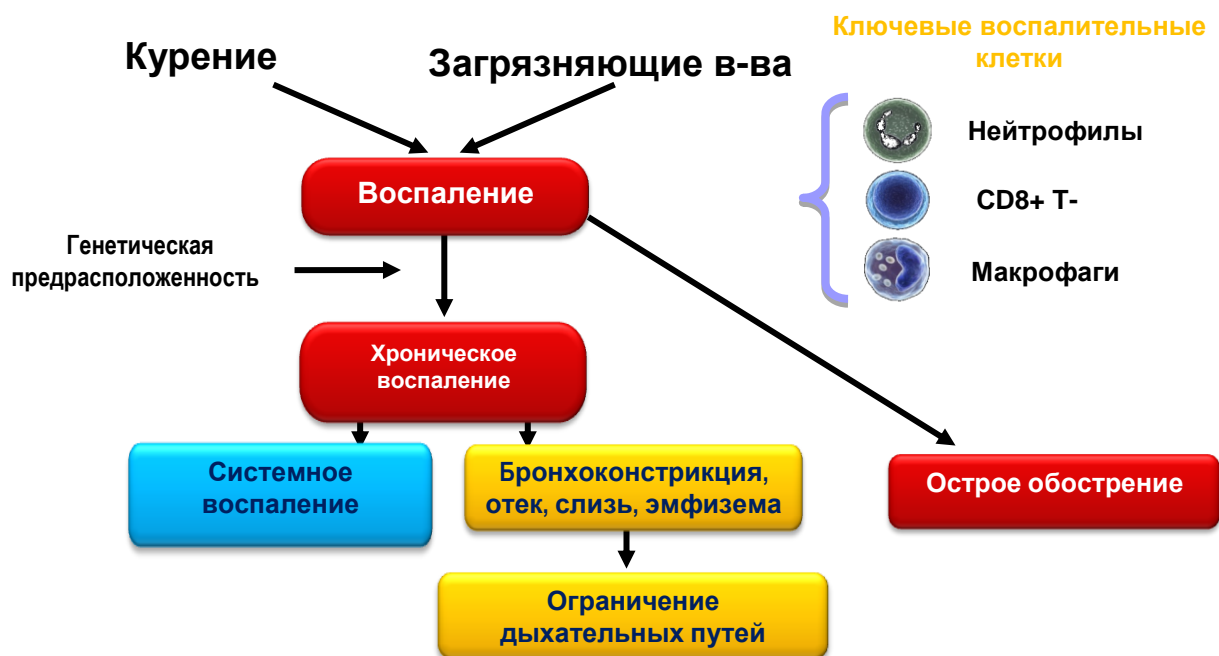 Курение
Загрязняющие в-ва
Ключевые воспалительные
клетки
Нейтрофилы
CD8+ T-
Макрофаги
Воспаление
Генетическая
предрасположенность
Хроническое
воспаление
Системное
воспаление
Бронхоконстрикция,
отек, слизь, эмфизема
Острое обострение
Ограничение
дыхательных путей